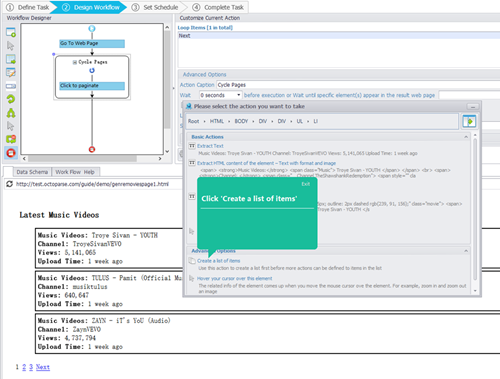 1 Define Task
2 Design Workflow
3 Set Schedule
4 Complete Task
Workflow Designer
Customize Current Action
Loop Items [1 in total]
Next
Go To Web Page
Cycle Pages
Click to paginate
Advanced Options
Action Caption Cycle Pages
Wait 0 seconds before execution or Wait until specific element(s) appear in the result web page
Please select the action you want to take
Root HTML BODY DIV DIV UL LI
Basic Actions
Extract Text
Music Videos: Troye Sivan - YOUTH Channel: TroyeSivanVEVO Views: 5,141,065 Upload Time: 1 week ago
Extract HTML content of the element - Text with format and image
Exit
Click 'Create a list of items'
Advanced Options
Create a list of items
Use this action to create a list first before more actions can be defined to items in the list
Hover your cursor over this element
The related info of the element comes up when you move the mouse cursor over the element. For example, zoom in and zoom out
an image
Data Schema Work Flow Help
http://test.octoparse.com/guide/demo/genremoviespage1.html
Latest Music Videos
Music Videos: Troye Sivan - YOUTH
Channel: TroyeSivanVEVO
Views: 5,141,065
Upload Time: 1 week ago
Music Videos: TULUS - Pamit (Official Mu
Channel: musiktulus
Views: 640,647
Upload Time: 1 week ago
Music Videos: ZAYN - iT's YoU (Audio)
Channel: ZaynVEVO
Views: 4,737,794
Upload Time: 1 week ago
1 2 3 Next